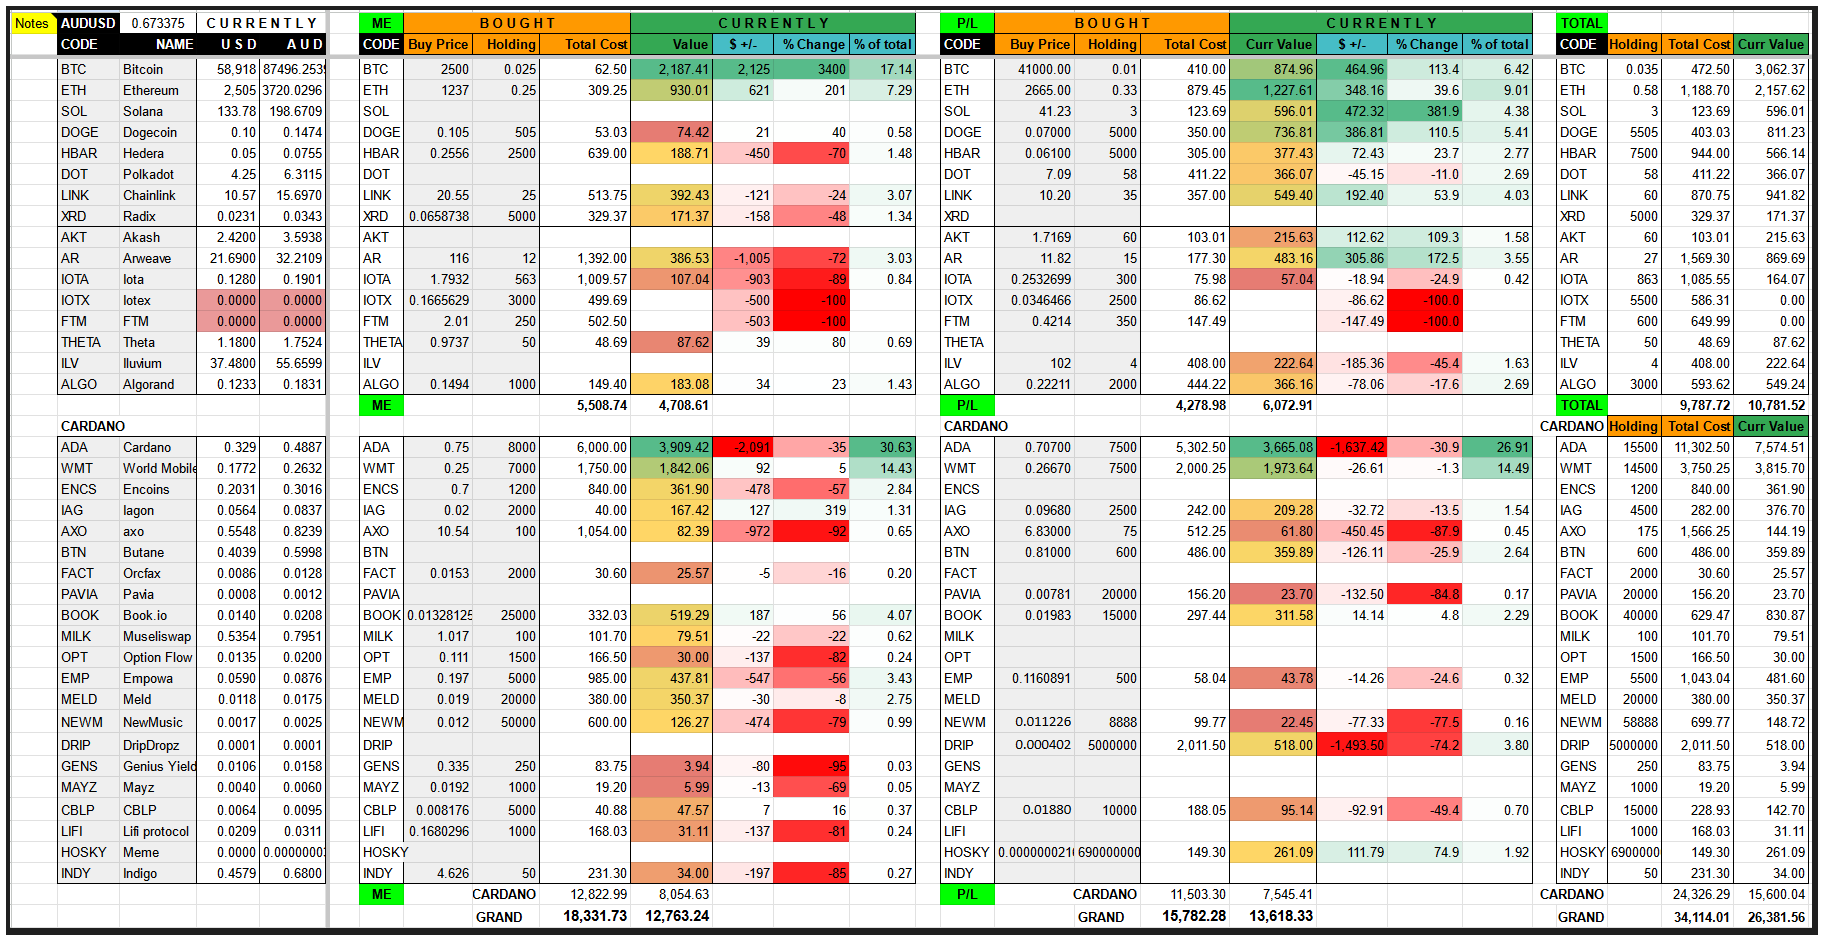 Notes AUDUSD 0.673375 CURRENTLY ME BOUGHT CURRENTLY P/L BOUGHT CURRENTLY TOTAL
CODE NAME USD AUD CODE Buy Price Holding Total Cost Value $ +/- % Change % of total CODE Buy Price Holding Total Cost Curr Value $ +/- % Change % of total CODE Holding Total Cost Curr Value
BTC Bitcoin 58,918 87496.253 BTC 2500 0.025 62.50 2,187.41 2,125 3400 17.14 BTC 41000.00 0.01 410.00 874.96 464.96 113.4 6.42 BTC 0.035 472.50 3,062.37
ETH Ethereum 2,505 3720.0296 ETH 1237 0.25 309.25 930.01 621 201 7.29 ETH 2665.00 0.33 879.45 1,227.61 348.16 39.6 9.01 ETH 0.58 1,188.70 2,157.62
SOL Solana 133.78 198.6709 SOL SOL 41.23 3 123.69 596.01 472.32 381.9 4.38 SOL 3 123.69 596.01
DOGE Dogecoin 0.10 0.1474 DOGE 0.105 505 53.03 74.42 21 40 0.58 DOGE 0.07000 5000 350.00 736.81 386.81 110.5 5.41 DOGE 5505 403.03 811.23
HBAR Hedera 0.05 0.0755 HBAR 0.2556 2500 639.00 188.71 -450 -70 1.48 HBAR 0.06100 5000 305.00 377.43 72.43 23.7 2.77 HBAR 7500 944.00 566.14
DOT Polkadot 4.25 6.3115 DOT DOT 7.09 58 411.22 366.07 -45.15 -11.0 2.69 DOT 58 411.22 366.07
LINK Chainlink 10.57 15.6970 LINK 20.55 25 513.75 392.43 -121 -24 3.07 LINK 10.20 35 357.00 549.40 192.40 53.9 4.03 LINK 60 870.75 941.82
XRD Radix 0.0231 0.0343 XRD 0.0658738 5000 329.37 171.37 -158 -48 1.34 XRD XRD 5000 329.37 171.37
AKT Akash 2.4200 3.5938 AKT AKT 1.7169 60 103.01 215.63 112.62 109.3 1.58 AKT 60 103.01 215.63
AR Arweave 21.6900 32.2109 AR 116 12 1,392.00 386.53 -1,005 -72 3.03 AR 11.82 15 177.30 483.16 305.86 172.5 3.55 AR 27 1,569.30 869.69
IOTA Iota 0.1280 0.1901 IOTA 1.7932 563 1,009.57 107.04 -903 -89 0.84 IOTA 0.2532699 300 75.98 57.04 -18.94 -24.9 0.42 IOTA 863 1,085.55 164.07
IOTX Iotex 0.0000 0.0000 IOTX 0.1665629 3000 499.69 -500 -100 IOTX 0.0346466 2500 86.62 -86.62 -100.0 IOTX 5500 586.31 0.00
FTM FTM 0.0000 0.0000 FTM 2.01 250 502.50 -503 -100 FTM 0.4214 350 147.49 -147.49 -100.0 FTM 600 649.99 0.00
THETA Theta 1.1800 1.7524 THETA 0.9737 50 48.69 87.62 39 80 0.69 THETA THETA 50 48.69 87.62
ILV Iluvium 37.4800 55.6599 ILV ILV 102 4 408.00 222.64 -185.36 -45.4 1.63 ILV 4 408.00 222.64
ALGO Algorand 0.1233 0.1831 ALGO 0.1494 1000 149.40 183.08 34 23 1.43 ALGO 0.22211 2000 444.22 366.16 -78.06 -17.6 2.69 ALGO 3000 593.62 549.24
ME 5,508.74 4,708.61 P/L 4,278.98 6,072.91 TOTAL 9,787.72 10,781.52
CARDANO CARDANO CARDANO Holding Total Cost Curr Value
ADA Cardano 0.329 0.4887 ADA 0.75 8000 6,000.00 3,909.42 -2,091 -35 30.63 ADA 0.70700 7500 5,302.50 3,665.08 -1,637.42 -30.9 26.91 ADA 15500 11,302.50 7,574.51
WMT World Mobile 0.1772 0.2632 WMT 0.25 7000 1,750.00 1,842.06 92 5 14.43 WMT 0.26670 7500 2,000.25 1,973.64 -26.61 -1.3 14.49 WMT 14500 3,750.25 3,815.70
ENCS Encoins 0.2031 0.3016 ENCS 0.7 1200 840.00 361.90 -478 -57 2.84 ENCS ENCS 1200 840.00 361.90
IAG Iagon 0.0564 0.0837 IAG 0.02 2000 40.00 167.42 127 319 1.31 IAG 0.09680 2500 242.00 209.28 -32.72 -13.5 1.54 IAG 4500 282.00 376.70
AXO axo 0.5548 0.8239 AXO 10.54 100 1,054.00 82.39 -972 -92 0.65 AXO 6.83000 75 512.25 61.80 -450.45 -87.9 0.45 AXO 175 1,566.25 144.19
BTN Butane 0.4039 0.5998 BTN BTN 0.81000 600 486.00 359.89 -126.11 -25.9 2.64 BTN 600 486.00 359.89
FACT Orcfax 0.0086 0.0128 FACT 0.0153 2000 30.60 25.57 -5 -16 0.20 FACT FACT 2000 30.60 25.57
PAVIA Pavia 0.0008 0.0012 PAVIA PAVIA 0.00781 20000 156.20 23.70 -132.50 -84.8 0.17 PAVIA 20000 156.20 23.70
BOOK Book.io 0.0140 0.0208 BOOK 0.01328125 25000 332.03 519.29 187 56 4.07 BOOK 0.01983 15000 297.44 311.58 14.14 4.8 2.29 BOOK 40000 629.47 830.87
MILK Museliswap 0.5354 0.7951 MILK 1.017 100 101.70 79.51 -22 -22 0.62 MILK MILK 100 101.70 79.51
OPT Option Flow 0.0135 0.0200 OPT 0.111 1500 166.50 30.00 -137 -82 0.24 OPT OPT 1500 166.50 30.00
EMP Empowa 0.0590 0.0876 EMP 0.197 5000 985.00 437.81 -547 -56 3.43 EMP 0.1160891 500 58.04 43.78 -14.26 -24.6 0.32 EMP 5500 1,043.04 481.60
MELD Meld 0.0118 0.0175 MELD 0.019 20000 380.00 350.37 -30 -8 2.75 MELD MELD 20000 380.00 350.37
NEWM NewMusic 0.0017 0.0025 NEWM 0.012 50000 600.00 126.27 -474 -79 0.99 NEWM 0.011226 8888 99.77 22.45 -77.33 -77.5 0.16 NEWM 58888 699.77 148.72
DRIP DripDropz 0.0001 0.0001 DRIP DRIP 0.000402 5000000 2,011.50 518.00 -1,493.50 -74.2 3.80 DRIP 5000000 2,011.50 518.00
GENS Genius Yield 0.0106 0.0158 GENS 0.335 250 83.75 3.94 -80 -95 0.03 GENS GENS 250 83.75 3.94
MAYZ Mayz 0.0040 0.0060 MAYZ 0.0192 1000 19.20 5.99 -13 -69 0.05 MAYZ MAYZ 1000 19.20 5.99
CBLP CBLP 0.0064 0.0095 CBLP 0.008176 5000 40.88 47.57 7 16 0.37 CBLP 0.01880 10000 188.05 95.14 -92.91 -49.4 0.70 CBLP 15000 228.93 142.70
LIFI Lifi protocol 0.0209 0.0311 LIFI 0.1680296 1000 168.03 31.11 -137 -81 0.24 LIFI LIFI 1000 168.03 31.11
HOSKY Meme 0.0000 0.0000000 HOSKY HOSKY 0.000000021 690000000 149.30 261.09 111.79 74.9 1.92 HOSKY 6900000 149.30 261.09
INDY Indigo 0.4579 0.6800 INDY 4.626 50 231.30 34.00 -197 -85 0.27 INDY INDY 50 231.30 34.00
ME CARDANO 12,822.99 8,054.63 P/L CARDANO 11,503.30 7,545.41 CARDANO 24,326.29 15,600.04
GRAND 18,331.73 12,763.24 GRAND 15,782.28 13,618.33 GRAND 34,114.01 26,381.56